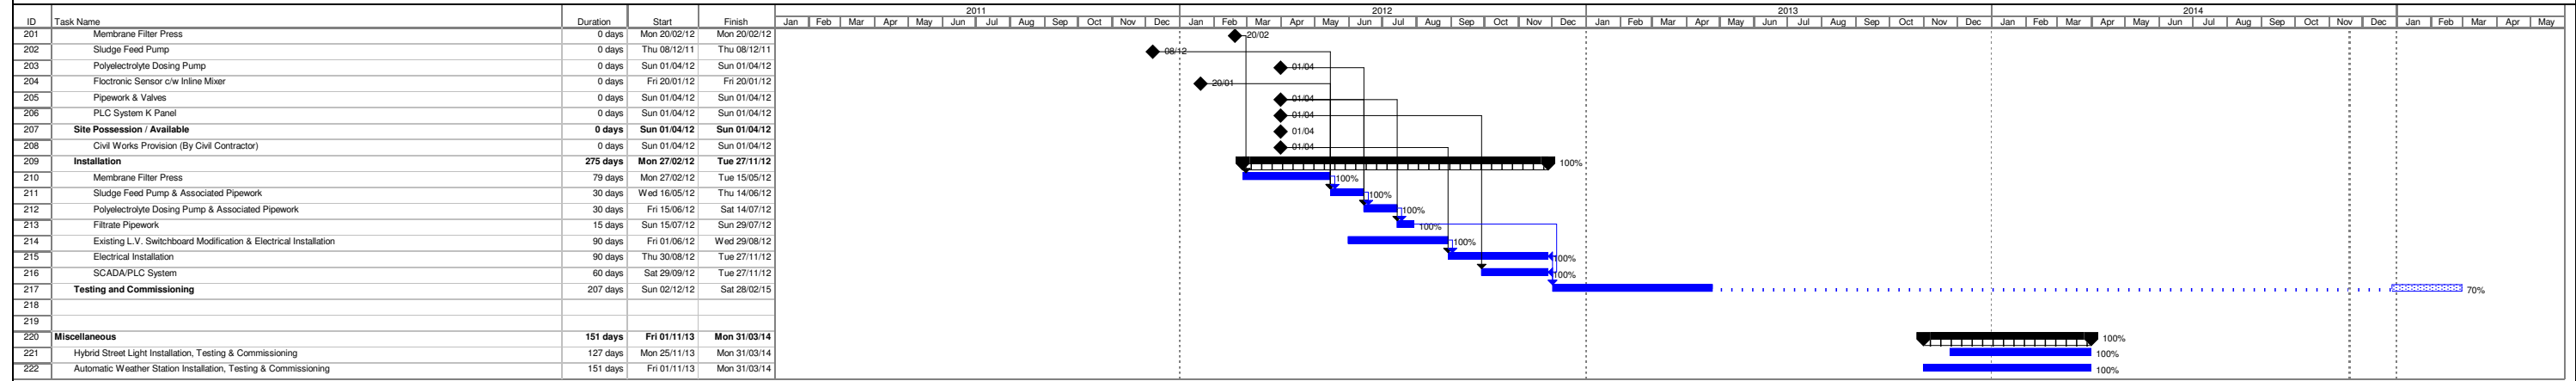 2011 2012 2013 2014
ID Task Name Duration Start Finish Jan Feb Mar Apr May Jun Jul Aug Sep Oct Nov Dec Jan Feb Mar Apr May Jun Jul Aug Sep Oct Nov Dec Jan Feb Mar Apr May Jun Jul Aug Sep Oct Nov Dec Jan Feb Mar Apr May Jun Jul Aug Sep Oct Nov Dec Jan Feb Mar Apr May
201 Membrane Filter Press 0 days Mon 20/02/12 Mon 20/02/12 20/02
202 Sludge Feed Pump 0 days Thu 08/12/11 Thu 08/12/11 08/12
203 Polyelectrolyte Dosing Pump 0 days Sun 01/04/12 Sun 01/04/12 01/04
204 Floctronic Sensor c/w Inline Mixer 0 days Fri 20/01/12 Fri 20/01/12 20/01
205 Pipework & Valves 0 days Sun 01/04/12 Sun 01/04/12 01/04
206 PLC System K Panel 0 days Sun 01/04/12 Sun 01/04/12 01/04
207 Site Possession / Available 0 days Sun 01/04/12 Sun 01/04/12 01/04
208 Civil Works Provision (By Civil Contractor) 0 days Sun 01/04/12 Sun 01/04/12 01/04
209 Installation 275 days Mon 27/02/12 Tue 27/11/12 100%
210 Membrane Filter Press 79 days Mon 27/02/12 Tue 15/05/12 100%
211 Sludge Feed Pump & Associated Pipework 30 days Wed 16/05/12 Thu 14/06/12 100%
212 Polyelectrolyte Dosing Pump & Associated Pipework 30 days Fri 15/06/12 Sat 14/07/12 100%
213 Filtrate Pipework 15 days Sun 15/07/12 Sun 29/07/12 100%
214 Existing L.V. Switchboard Modification & Electrical Installation 90 days Fri 01/06/12 Wed 29/08/12 100%
215 Electrical Installation 90 days Thu 30/08/12 Tue 27/11/12 100%
216 SCADA/PLC System 60 days Sat 29/09/12 Tue 27/11/12 100%
217 Testing and Commissioning 207 days Sun 02/12/12 Sat 28/02/15 70%
218
219
220 Miscellaneous 151 days Fri 01/11/13 Mon 31/03/14 100%
221 Hybrid Street Light Installation, Testing & Commissioning 127 days Mon 25/11/13 Mon 31/03/14 100%
222 Automatic Weather Station Installation, Testing & Commissioning 151 days Fri 01/11/13 Mon 31/03/14 100%